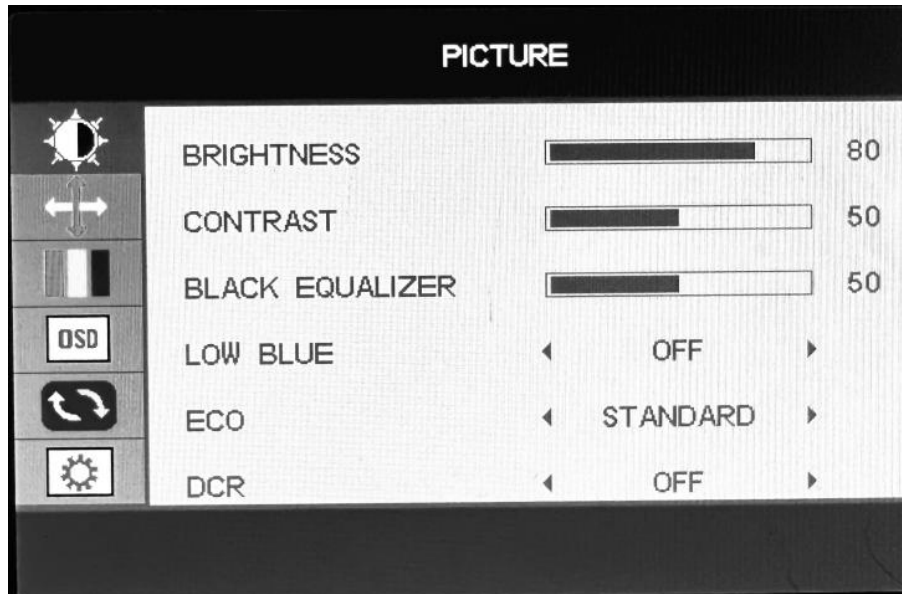 PICTURE
BRIGHTNESS 80
CONTRAST 50
BLACK EQUALIZER 50
OSD
LOW BLUE OFF
ECO STANDARD
DCR OFF